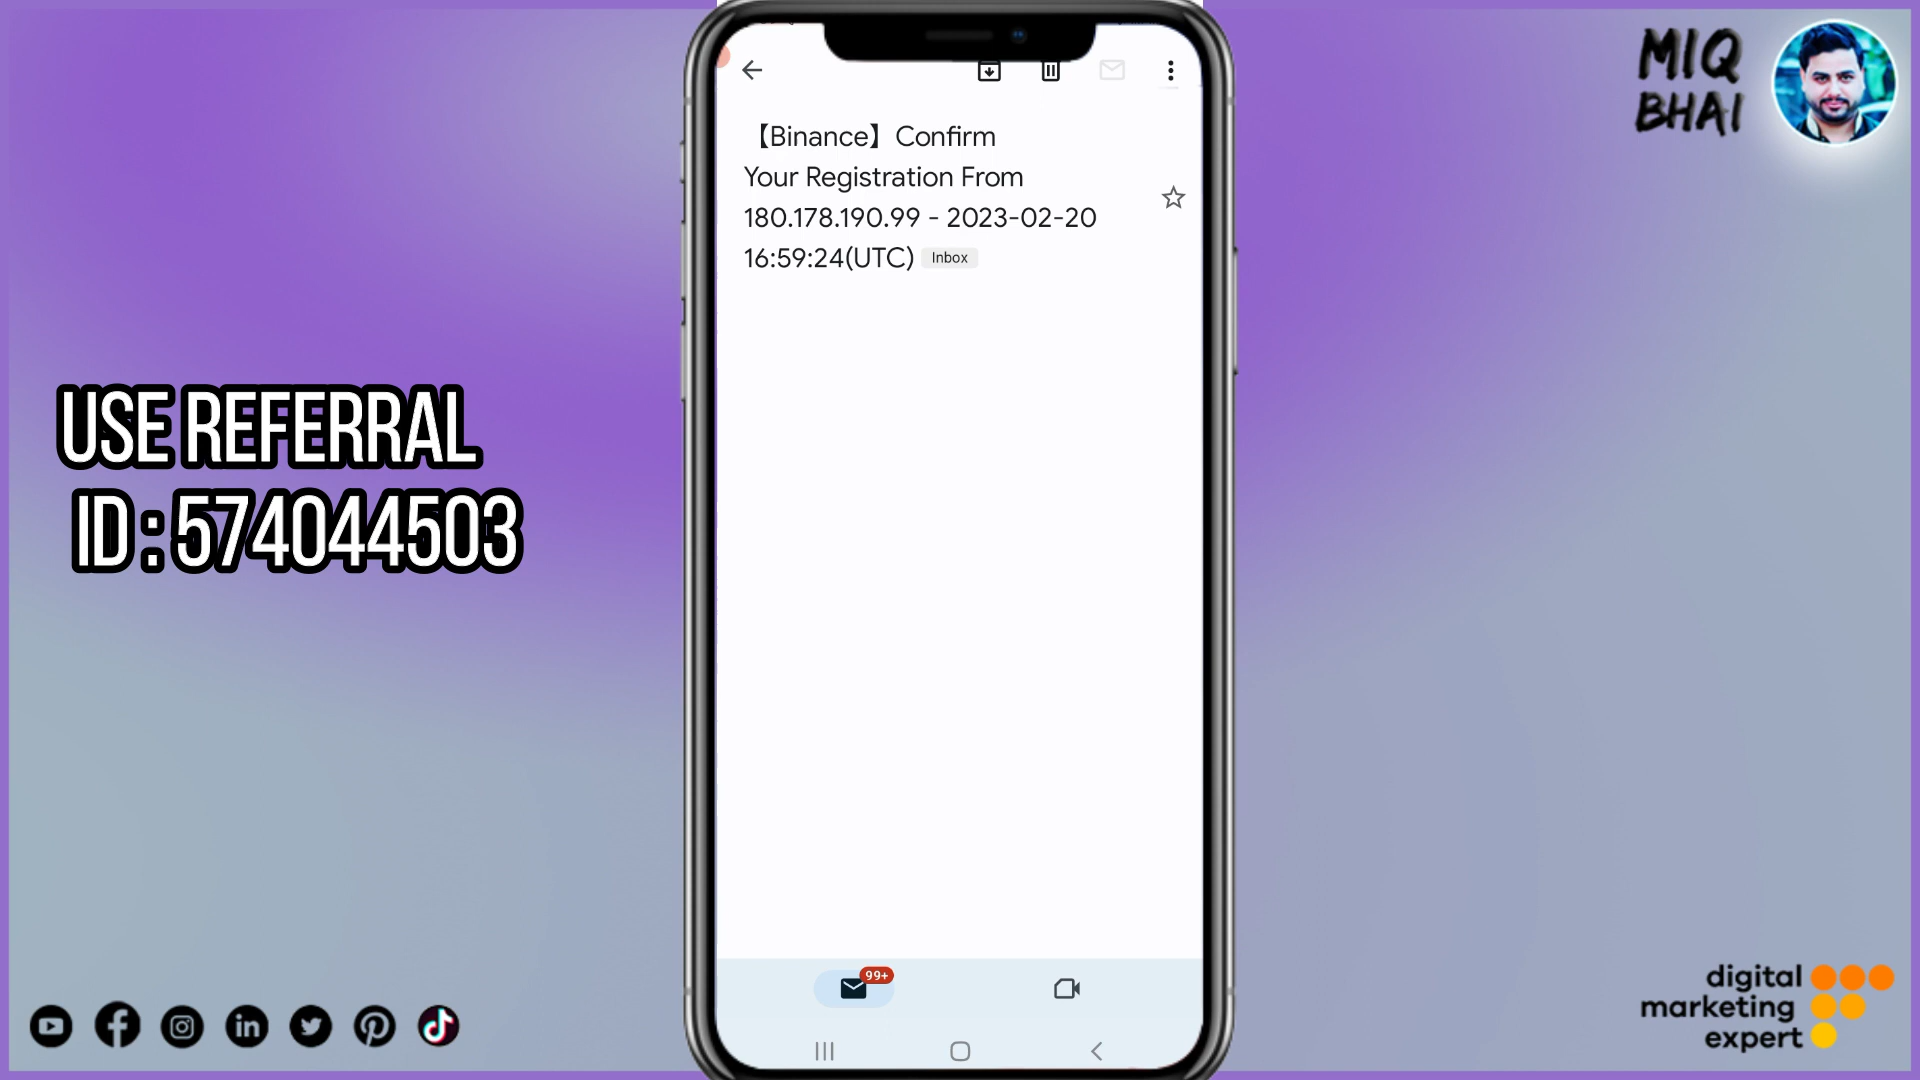 MIQ
BHAI
【Binance】Confirm
Your Registration From
180.178.190.99 - 2023-02-20
16:59:24(UTC) Inbox
USE REFERRAL
ID : 574044503
99+
digital
marketing
expert
in